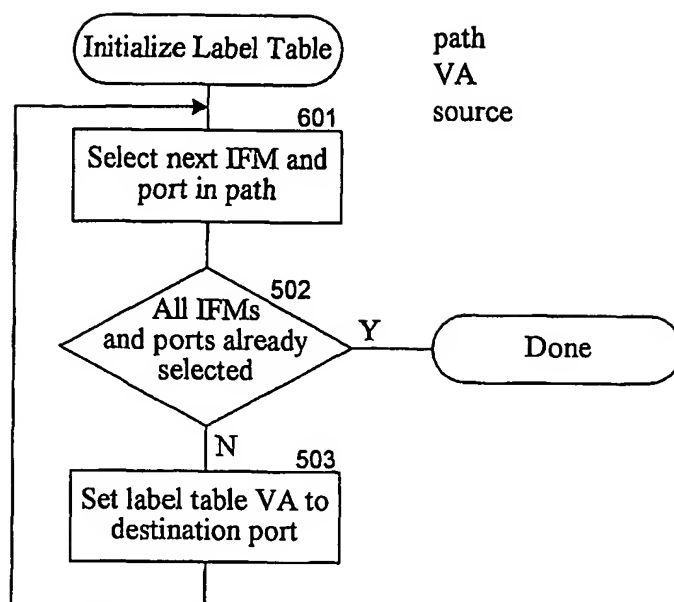 Initialize Label Table
path
VA
source
601
Select next IFM and
port in path
502
All IFMs
and ports already
selected
Y
Done
N
503
Set label table VA to
destination port